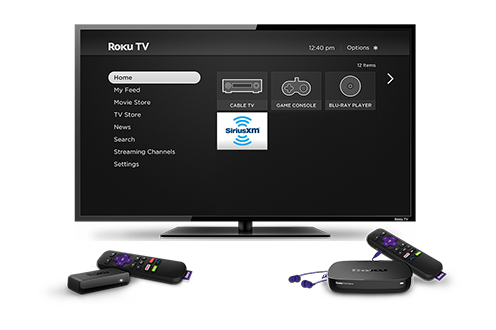 Roku TV
12:40 pm
Options *
12 Items
Home
My Feed
Movie Store
TV Store
News
Search
Streaming Channels
Settings
CABLE TV
GAME CONSOLE
BLU-RAY PLAYER
SiriusXM
Roku TV
Roku